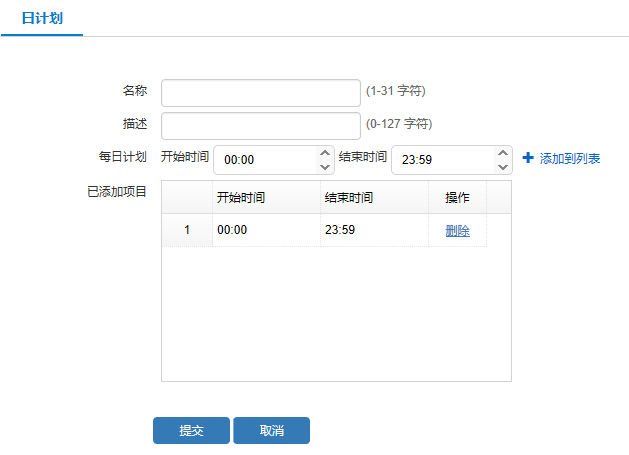 日计划
名称 (1-31 字符)
描述 (0-127 字符)
每日计划 开始时间 00:00 结束时间 23:59 添加到列表
已添加项目 开始时间 结束时间 操作
1 00:00 23:59 删除
提交 取消